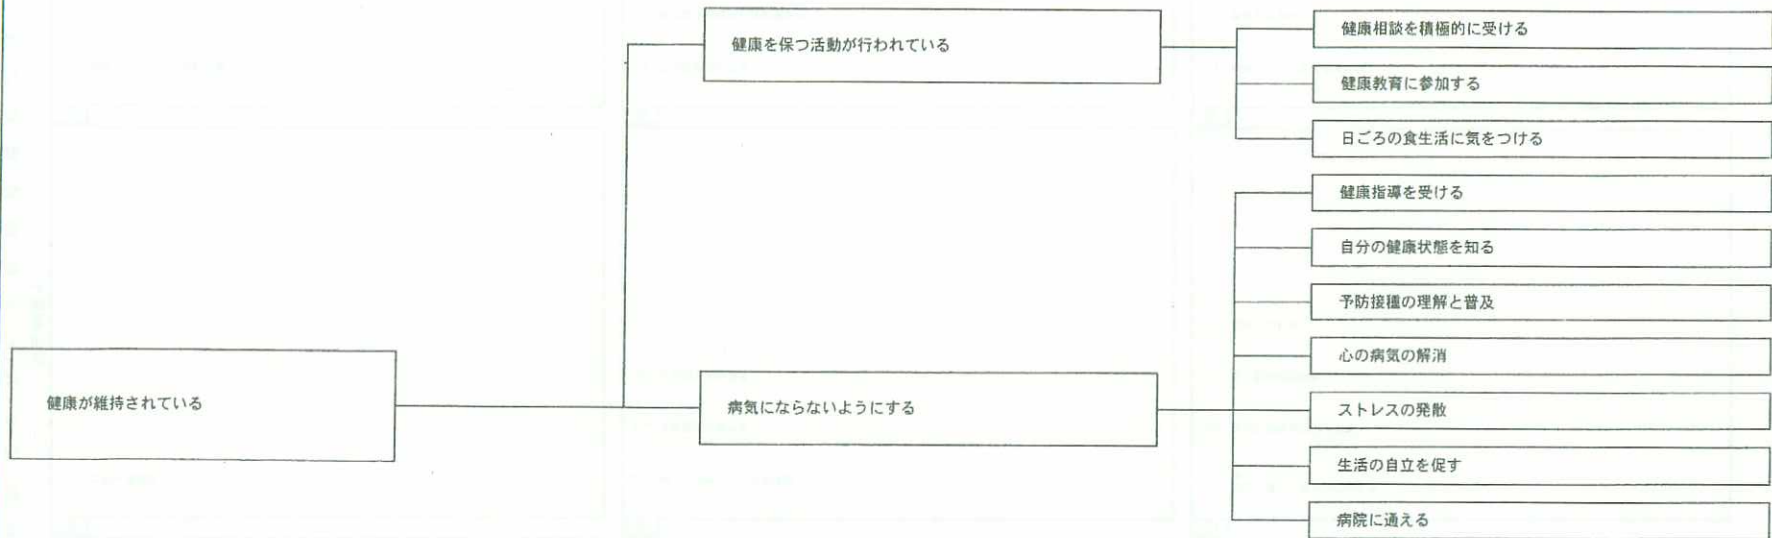 健康を保つ活動が行われている
健康相談を積極的に受ける
健康教育に参加する
日ごろの食生活に気をつける
健康指導を受ける
自分の健康状態を知る
予防接種の理解と普及
心の病気の解消
健康が維持されている
病気にならないようにする
ストレスの発散
生活の自立を促す
病院に通える